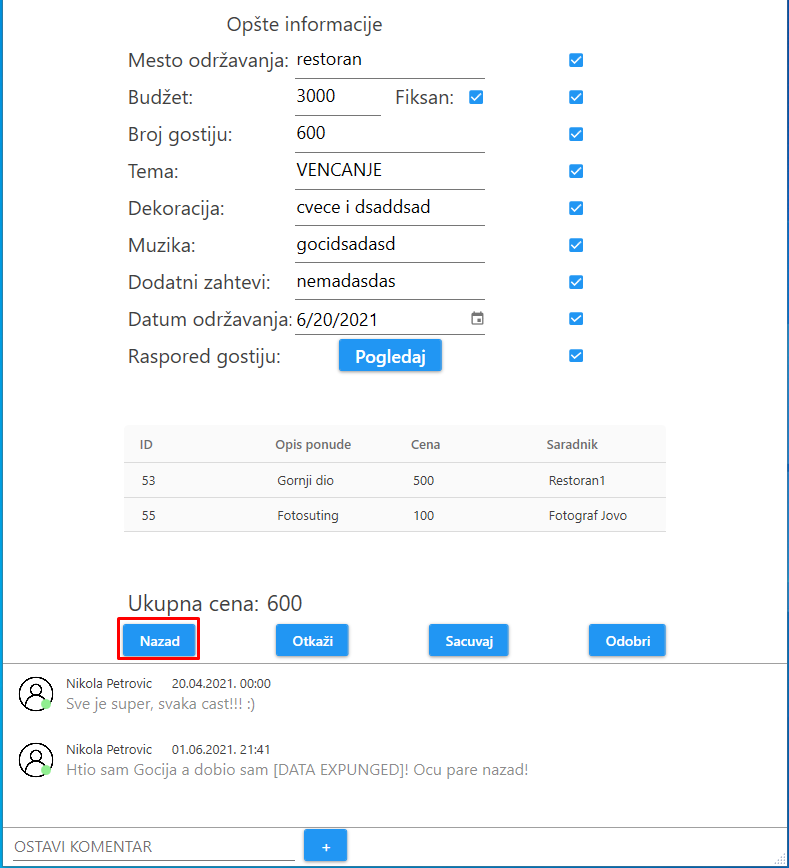 Opšte informacije
Mesto održavanja: restoran
Budžet: 3000 Fiksan:
Broj gostiju: 600
Tema: VENCANJE
Dekoracija: cvece i dsaddsad
Muzika: gocidsadasd
Dodatni zahtevi: nemadasdas
Datum održavanja: 6/20/2021
Raspored gostiju: Pogledaj
ID Opis ponude Cena Saradnik
53 Gornji dio 500 Restoran1
55 Fotosuting 100 Fotograf Jovo
Ukupna cena: 600
Nazad Otkaži Sacuvaj Odobri
Nikola Petrovic 20.04.2021. 00:00
Sve je super, svaka cast!!! :)
Nikola Petrovic 01.06.2021. 21:41
Htio sam Gocija a dobio sam [DATA EXPUNGED]! Ocu pare nazad!
OSTAVI KOMENTAR +